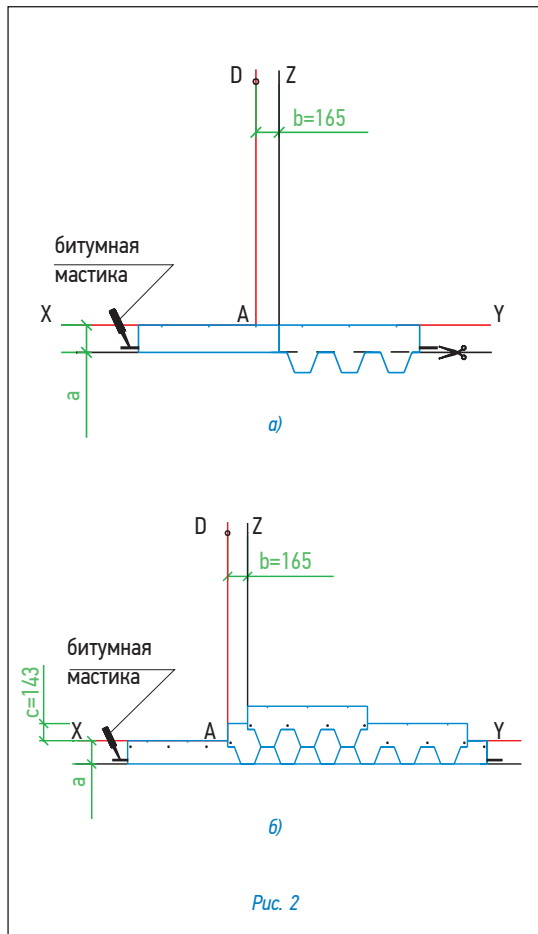 D Z
b=165
битумная
мастика
X A Y
a
а)
D Z
b=165
битумная
мастика
c=143
X A Y
a
б)
Рис. 2